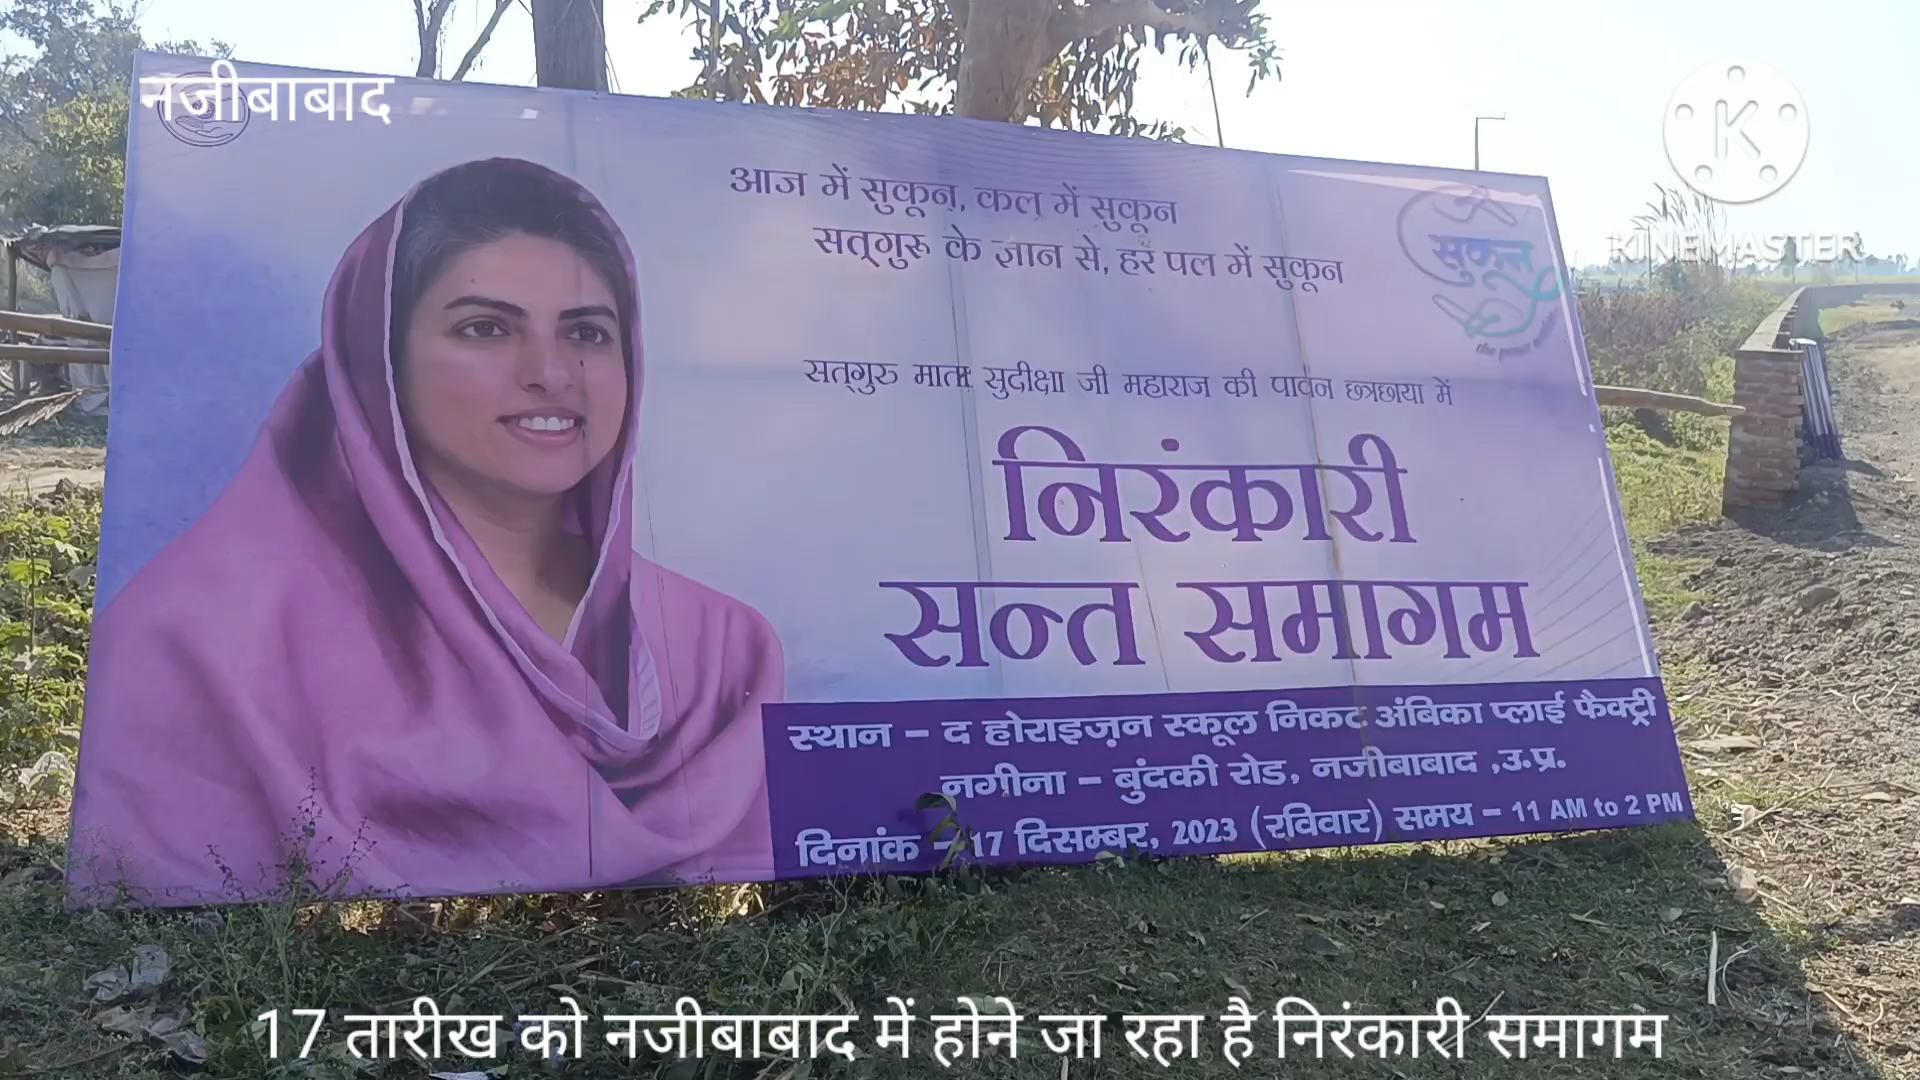 नजीबाबाद
KINEMASTER
आज में सुकून, कल में सुकून
सत्गुरु के ज्ञान से, हर पल में सुकून
सुकून
सत्गुरु माता सुदीक्षा जी महाराज की पावन छत्रछाया में
निरंकारी
सन्त समागम
स्थान – द होराइज़न स्कूल निकट अंबिका प्लाई फैक्ट्री
नगीना – बुंदकी रोड, नजीबाबाद ,उ.प्र.
दिनांक – 17 दिसम्बर, 2023 (रविवार) समय – 11 AM to 2 PM
17 तारीख को नजीबाबाद में होने जा रहा है निरंकारी समागम